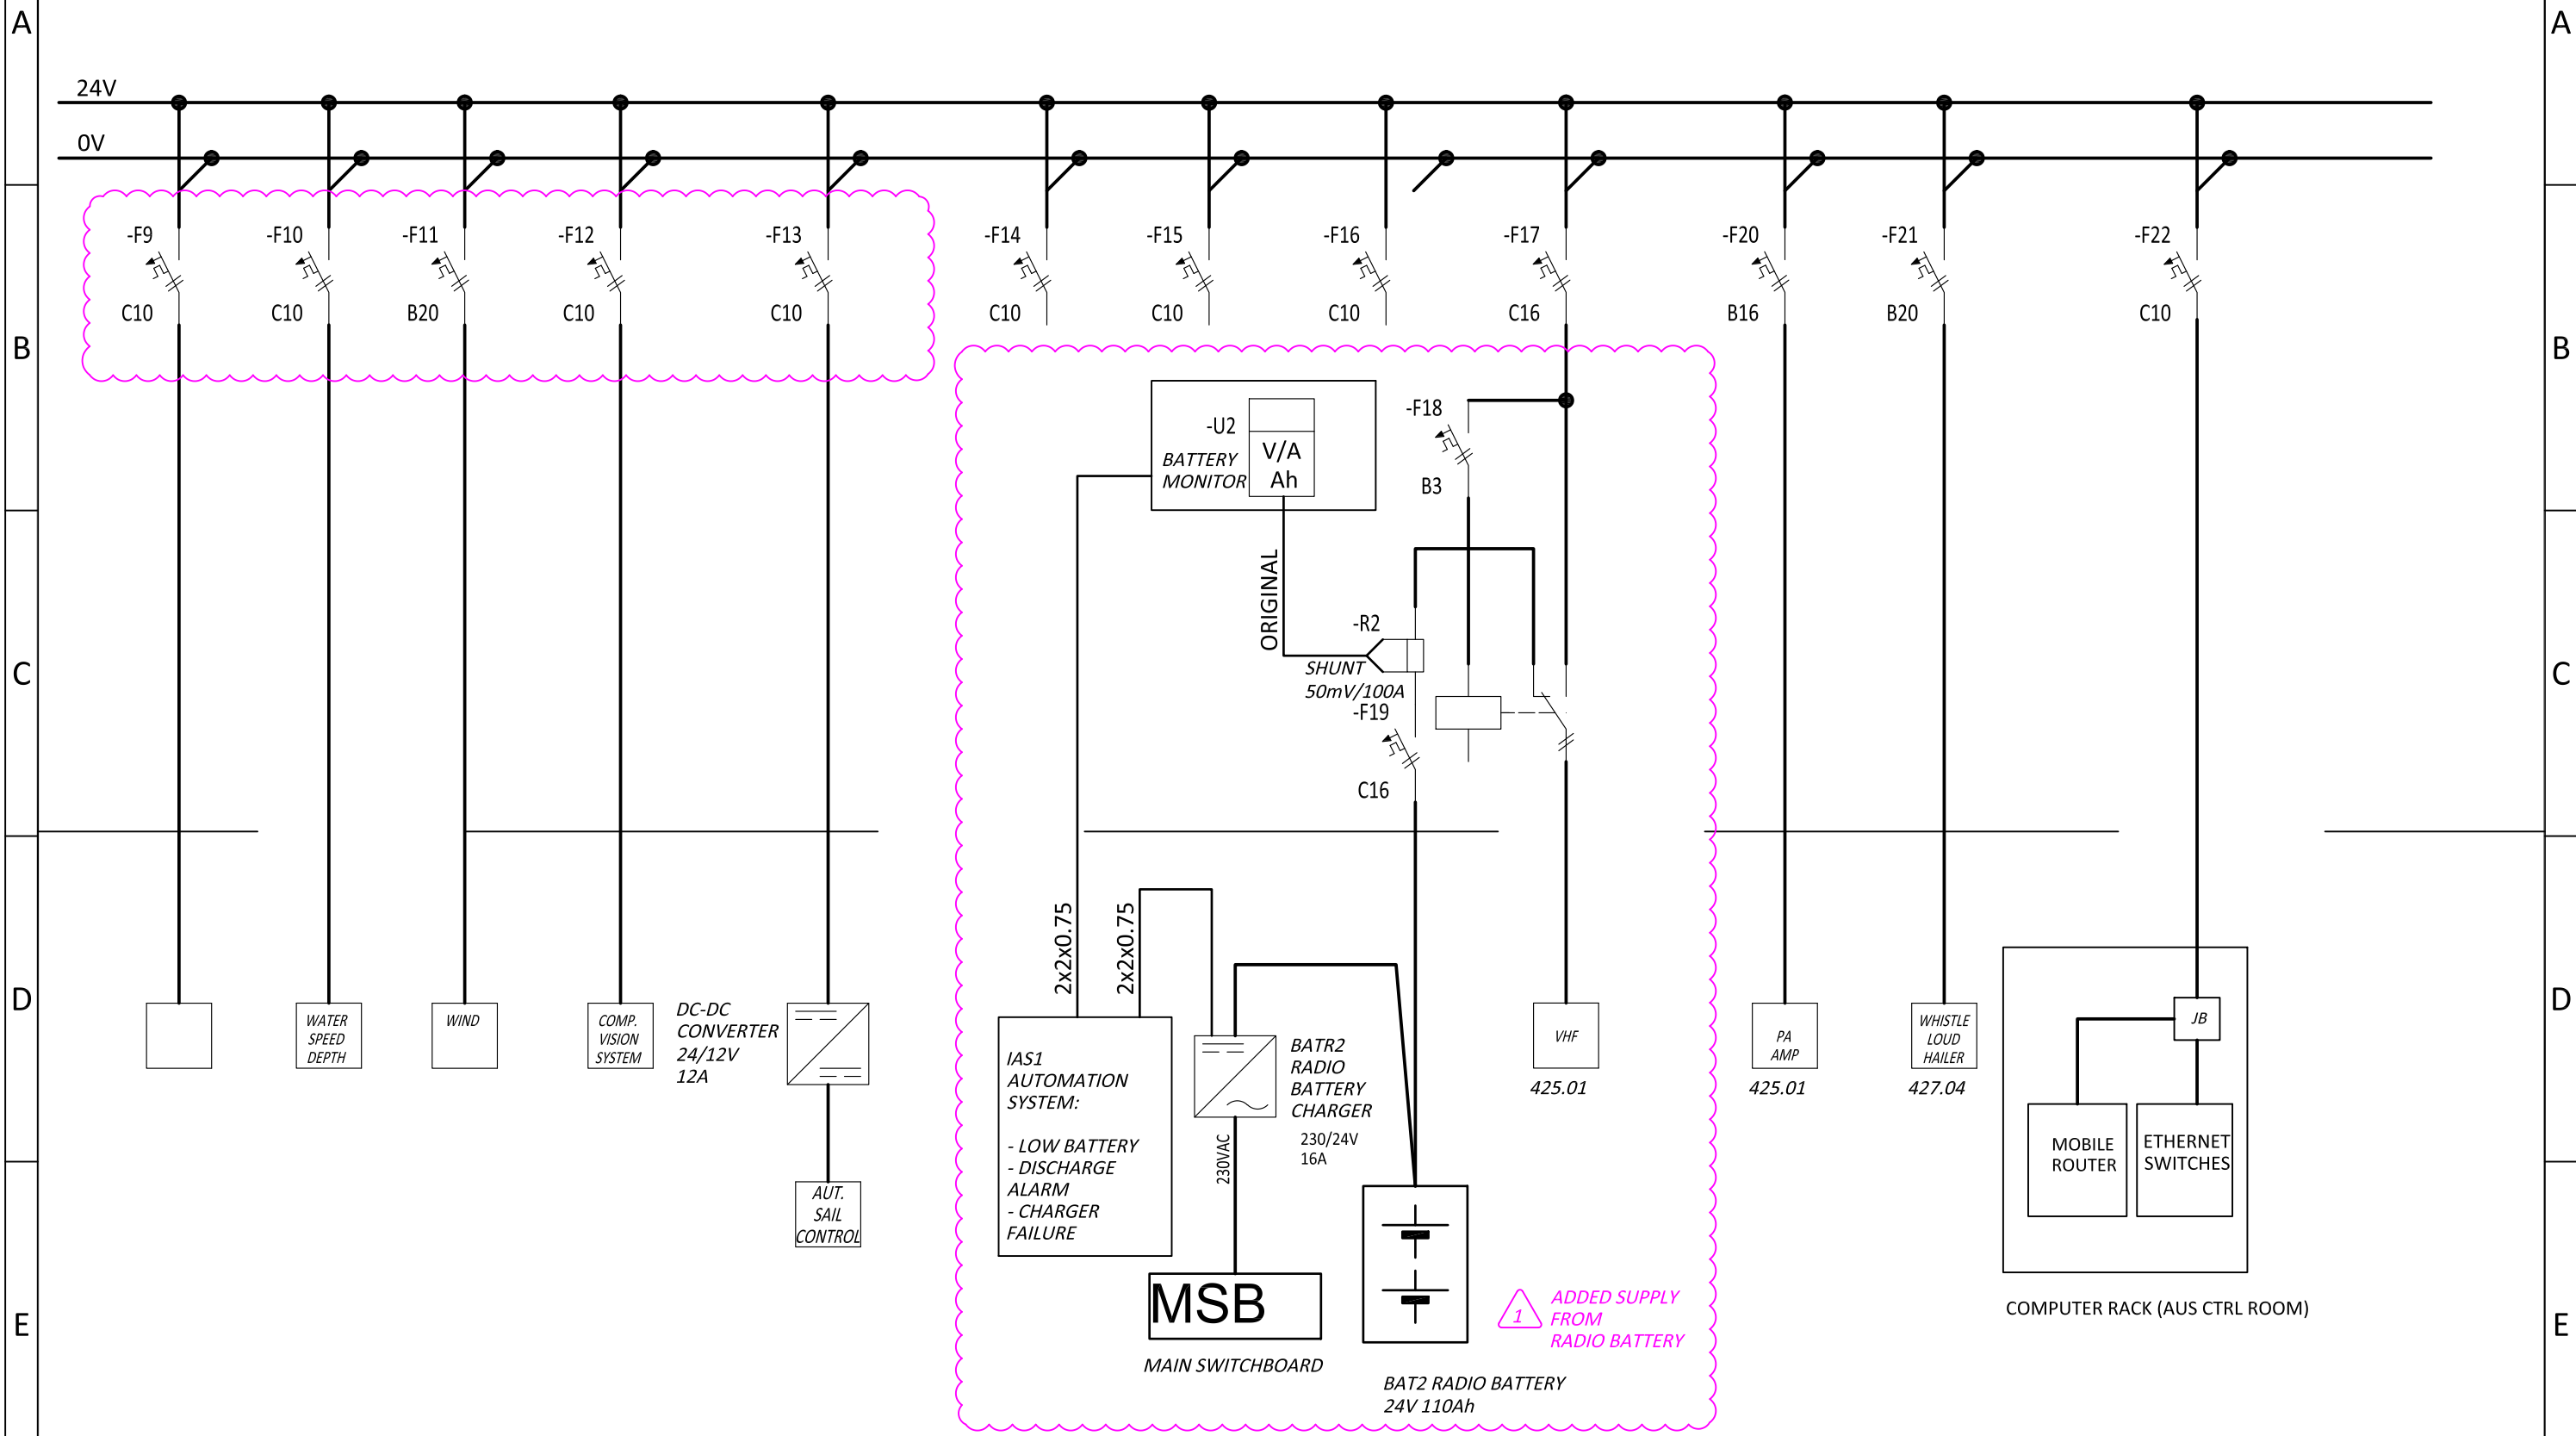 A
A
24V
0V
-F9
-F10
-F11
-F12
-F13
-F14
-F15
-F16
-F17
-F20
-F21
-F22
C10
C10
B20
C10
C10
C10
C10
C10
C16
B16
B20
C10
B
B
-F18
-U2
V/A
Ah
BATTERY
MONITOR
B3
ORIGINAL
-R2
SHUNT
50mV/100A
-F19
C16
C
C
2x2x0.75
2x2x0.75
D
D
WATER
SPEED
DEPTH
WIND
COMP.
VISION
SYSTEM
DC-DC
CONVERTER
24/12V
12A
IAS1
AUTOMATION
SYSTEM:
- LOW BATTERY
- DISCHARGE
ALARM
- CHARGER
FAILURE
BATR2
RADIO
BATTERY
CHARGER
230/24V
16A
230VAC
VHF
425.01
PA
AMP
425.01
WHISTLE
LOUD
HAILER
427.04
JB
MOBILE
ROUTER
ETHERNET
SWITCHES
AUT.
SAIL
CONTROL
MSB
MAIN SWITCHBOARD
1
ADDED SUPPLY
FROM
RADIO BATTERY
COMPUTER RACK (AUS CTRL ROOM)
E
E
BAT2 RADIO BATTERY
24V 110Ah